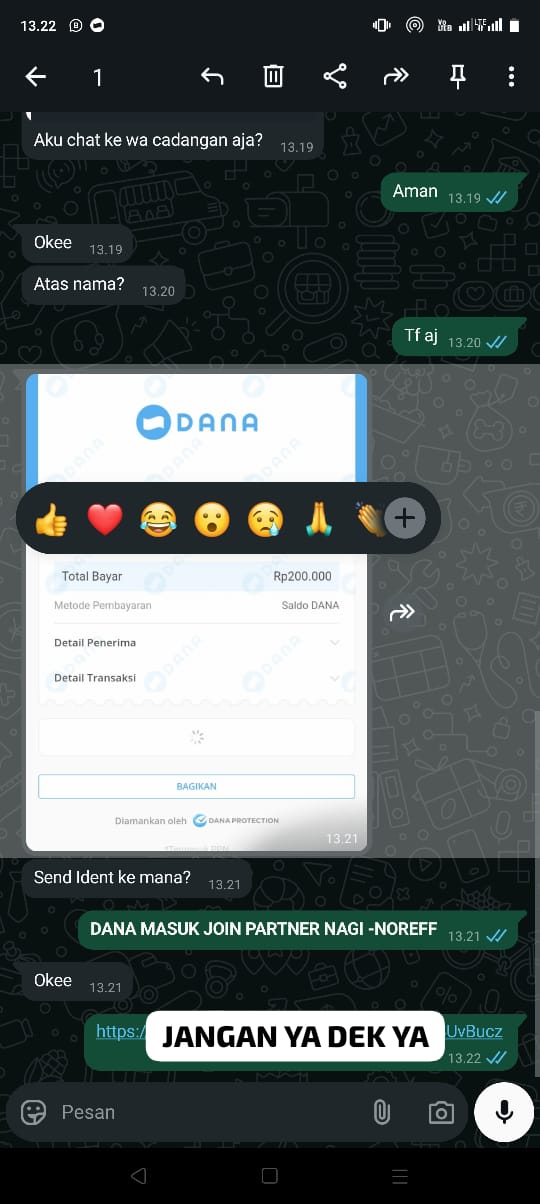 13.22
Vo
LTE
1
Aku chat ke wa cadangan aja? 13.19
Aman 13.19
Okee 13.19
Atas nama? 13.20
Tf aj 13.20
DANA
Total Bayar Rp200.000
Metode Pembayaran Saldo DANA
Detail Penerima
Detail Transaksi
BAGIKAN
Diamankan oleh DANA PROTECTION
13.21
Send Ident ke mana? 13.21
DANA MASUK JOIN PARTNER NAGI -NOREFF 13.21
Okee 13.21
https:/ JANGAN YA DEK YA UvBucz
13.22
Pesan